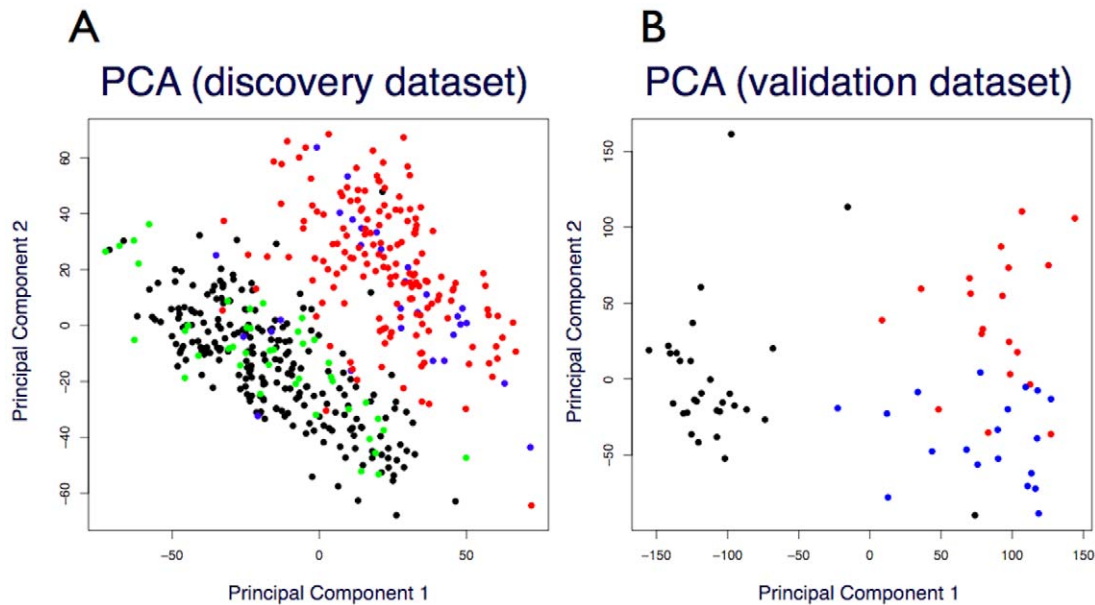 A
PCA (discovery dataset)
Principal Component 2
60
40
20
0
−20
−40
−60
−50
0
50
Principal Component 1
B
PCA (validation dataset)
Principal Component 2
150
100
50
0
−50
−150
−100
−50
0
50
100
150
Principal Component 1